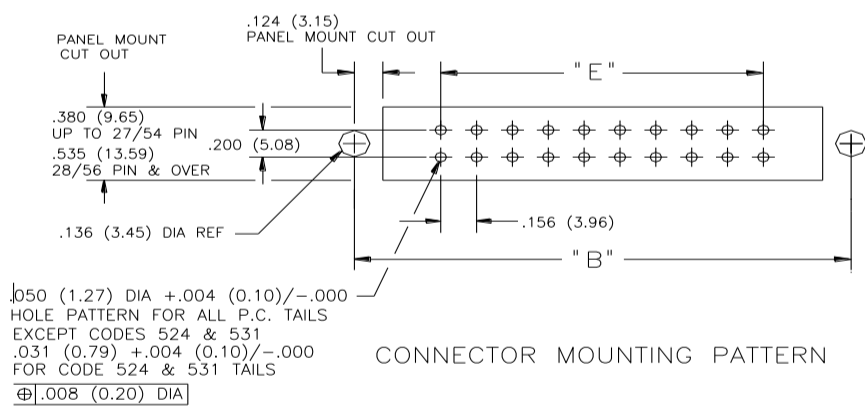 .124 (3.15)
PANEL MOUNT CUT OUT
PANEL MOUNT
CUT OUT
"E"
.380 (9.65)
UP TO 27/54 PIN
.535 (13.59)
28/56 PIN & OVER
.200 (5.08)
.136 (3.45) DIA REF
.156 (3.96)
"B"
.050 (1.27) DIA +.004 (0.10)/-.000
HOLE PATTERN FOR ALL P.C. TAILS
EXCEPT CODES 524 & 531
.031 (0.79) +.004 (0.10)/-.000
FOR CODE 524 & 531 TAILS
⌖ .008 (0.20) DIA
CONNECTOR MOUNTING PATTERN